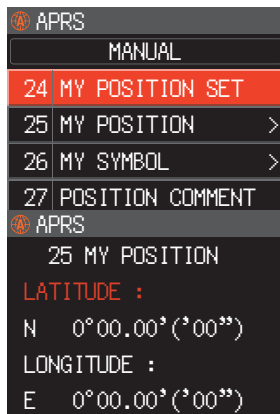 APRS
MANUAL
24 MY POSITION SET
25 MY POSITION >
26 MY SYMBOL >
27 POSITION COMMENT
APRS
25 MY POSITION
LATITUDE :
N 0°00.00’(’00”)
LONGITUDE :
E 0°00.00’(’00”)